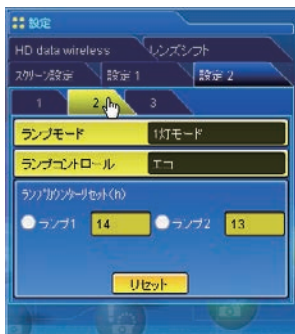 設定
HD data wireless レンズシフト
スクリーン設定 設定 1 設定 2
1 2 3
ランプモード 1灯モード
ランプコントロール エコ
ランプカウンターリセット(h)
ランプ1 14 ランプ2 13
リセット